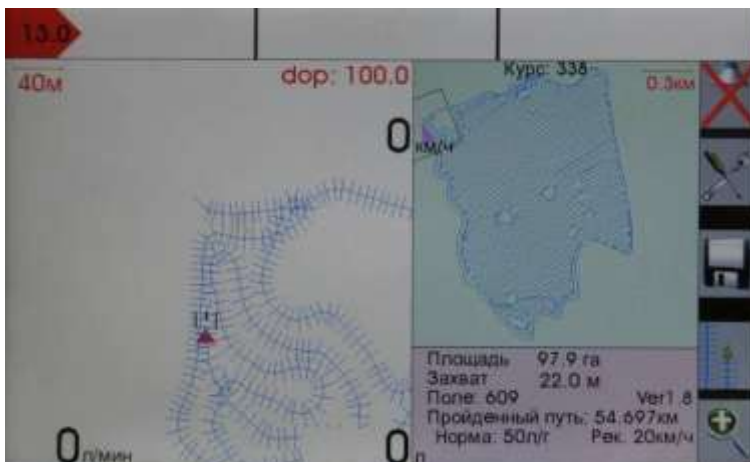 13.0
40м
dop: 100.0
Курс: 338
0.3км
0 км/ч
Площадь 97.9 га
Захват 22.0 м
Поле: 609 Ver1.8
Пройденный путь: 54.697км
Норма: 50л/г Рек. 20км/ч
0 л/мин
0 л